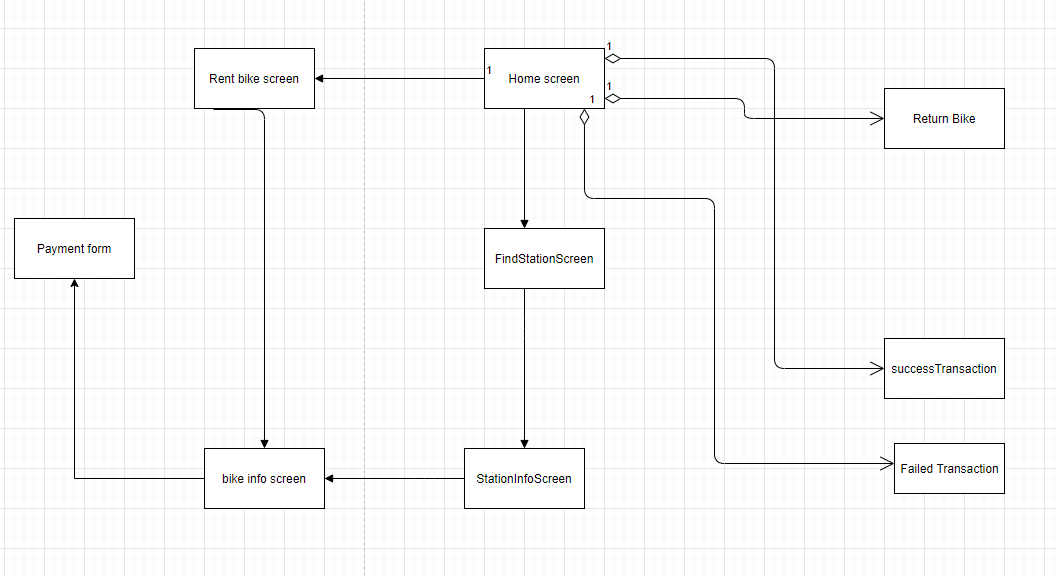 1
Rent bike screen
1
Home screen
1
1
Return Bike
Payment form
FindStationScreen
successTransaction
Failed Transaction
bike info screen
StationInfoScreen